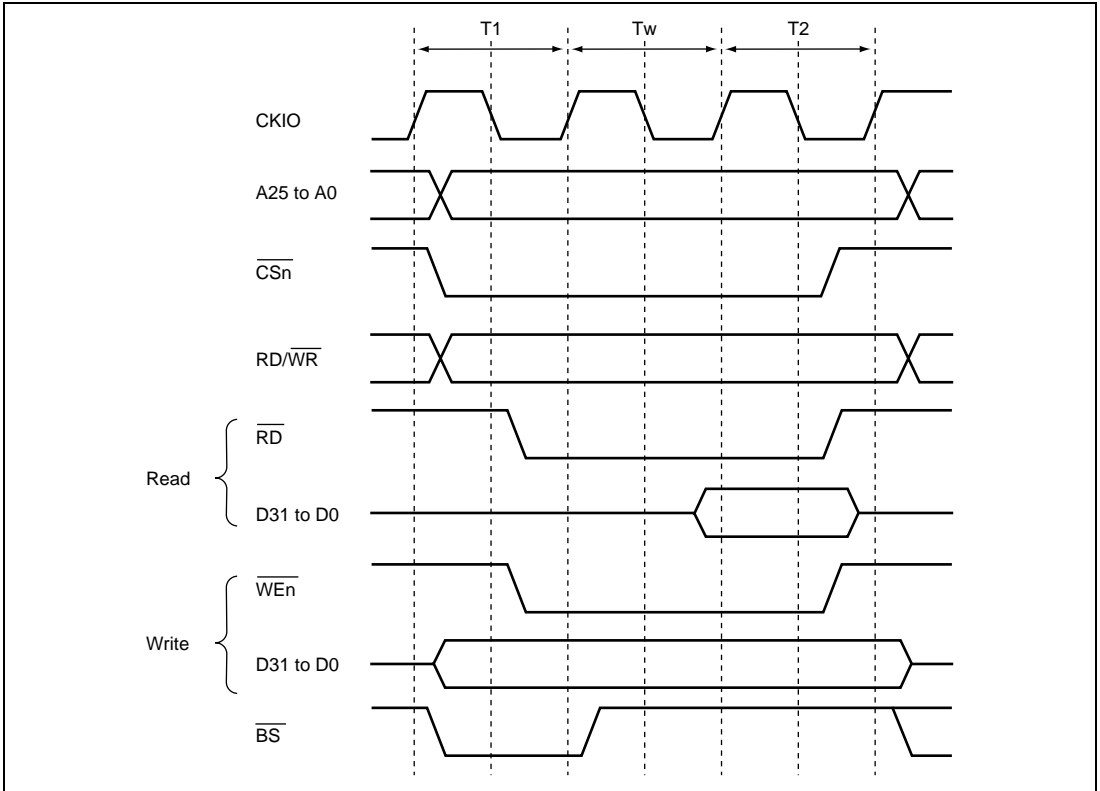 T1 Tw T2
CKIO
A25 to A0
CSn
RD/WR
RD
Read
D31 to D0
WEn
Write
D31 to D0
BS